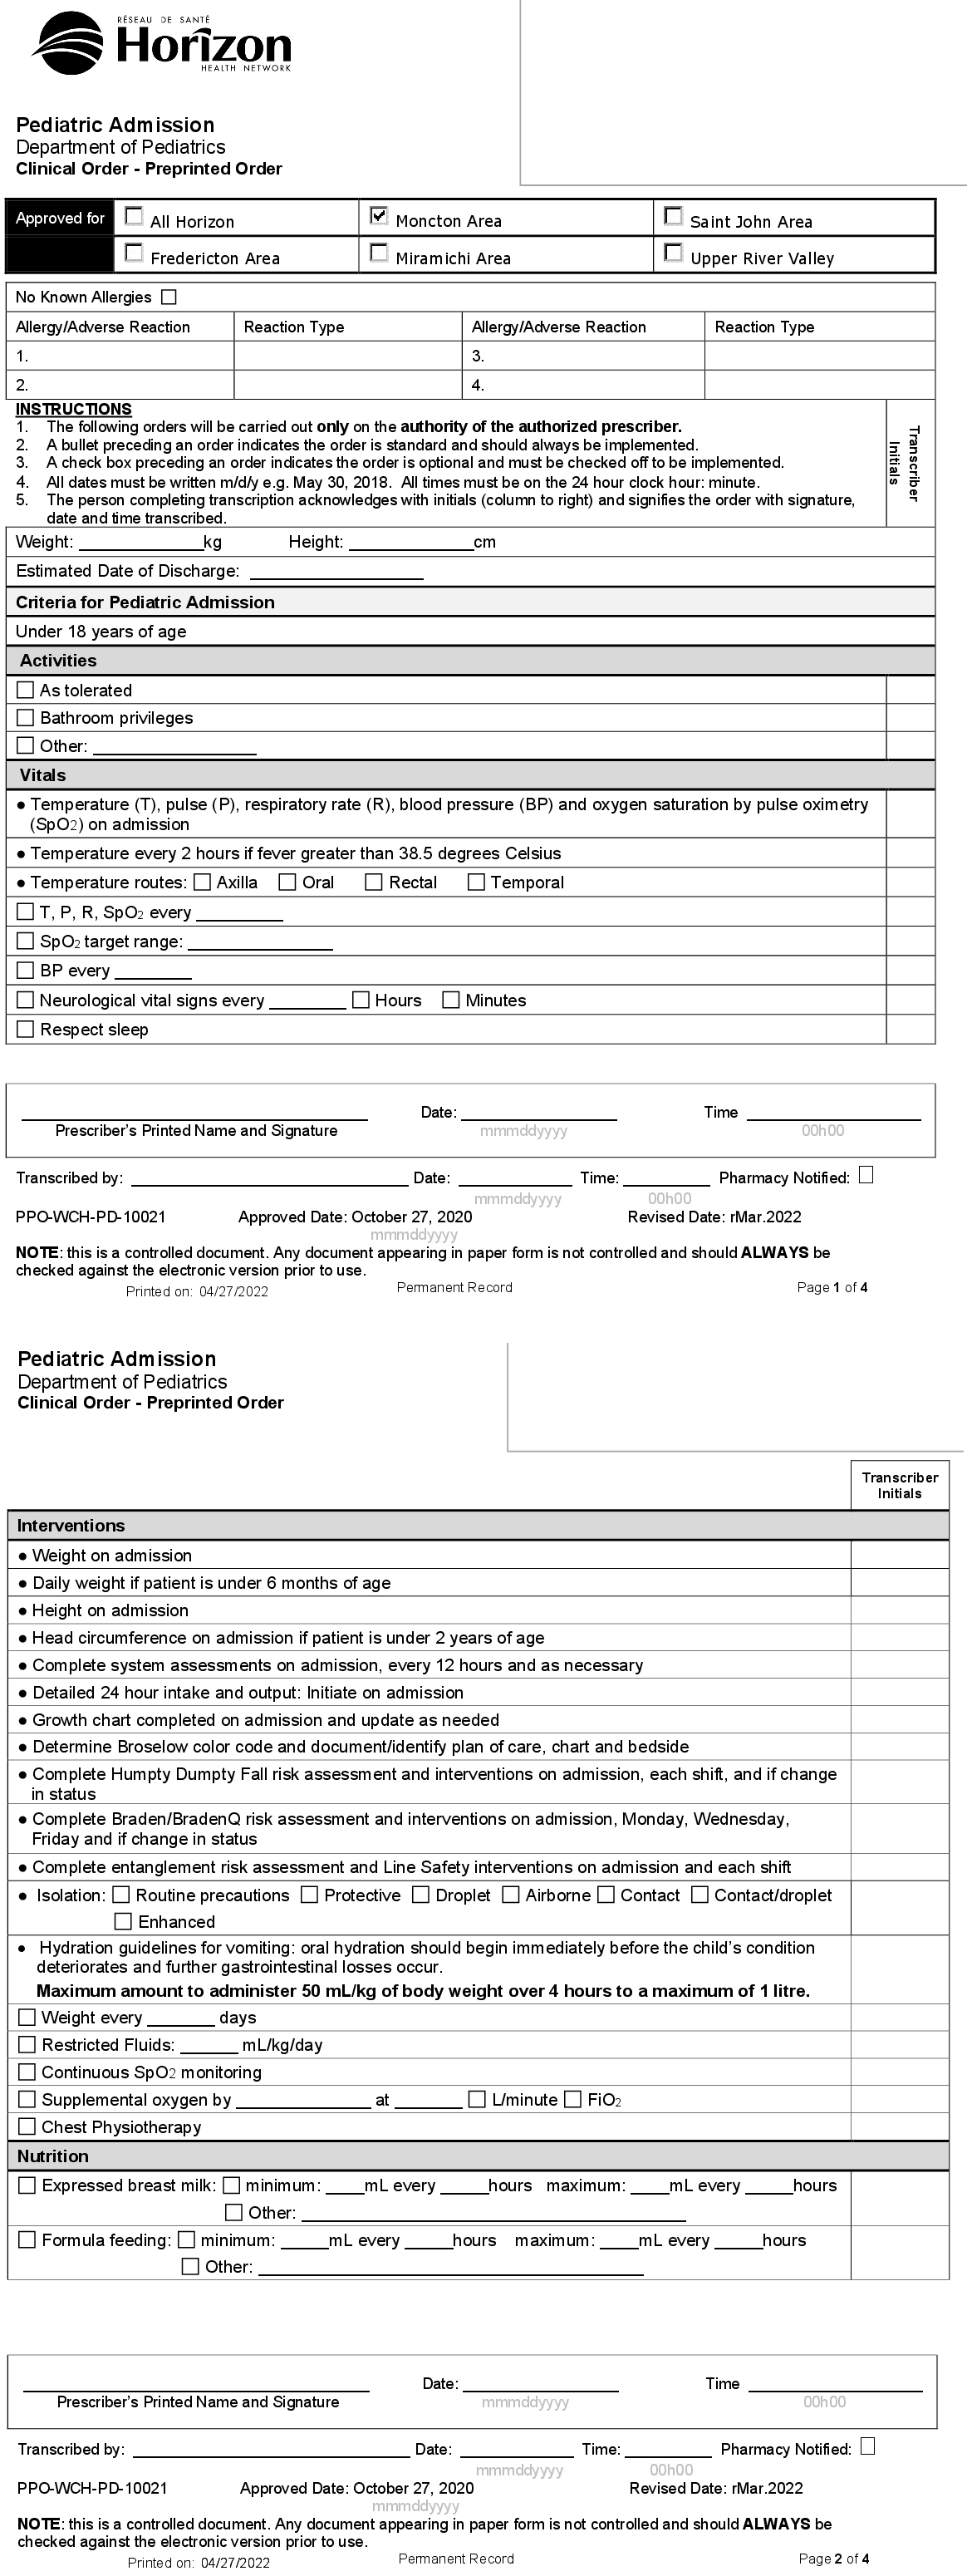 RÉSEAU DE SANTÉ
Horizon
HEALTH NETWORK
Pediatric Admission
Department of Pediatrics
Clinical Order - Preprinted Order
Approved for
All Horizon
Moncton Area
Saint John Area
Fredericton Area
Miramichi Area
Upper River Valley
No Known Allergies
Allergy/Adverse Reaction Reaction Type Allergy/Adverse Reaction Reaction Type
1. 3.
2. 4.
INSTRUCTIONS
1. The following orders will be carried out only on the authority of the authorized prescriber.
2. A bullet preceding an order indicates the order is standard and should always be implemented.
3. A check box preceding an order indicates the order is optional and must be checked off to be implemented.
4. All dates must be written m/d/y e.g. May 30, 2018. All times must be on the 24 hour clock hour: minute.
5. The person completing transcription acknowledges with initials (column to right) and signifies the order with signature,
date and time transcribed.
Transcriber
Initials
Weight: _____________kg Height: _____________cm
Estimated Date of Discharge: __________________
Criteria for Pediatric Admission
Under 18 years of age
Activities
☐ As tolerated
☐ Bathroom privileges
☐ Other: _________________
Vitals
● Temperature (T), pulse (P), respiratory rate (R), blood pressure (BP) and oxygen saturation by pulse oximetry
(SpO2) on admission
● Temperature every 2 hours if fever greater than 38.5 degrees Celsius
● Temperature routes: ☐ Axilla ☐ Oral ☐ Rectal ☐ Temporal
☐ T, P, R, SpO2 every _________
☐ SpO2 target range: _______________
☐ BP every ________
☐ Neurological vital signs every ________ ☐ Hours ☐ Minutes
☐ Respect sleep
Date: ________________ Time __________________
Prescriber's Printed Name and Signature mmmddyyyy 00h00
Transcribed by: _____________________________ Date: ____________ Time: _________ Pharmacy Notified: ☐
mmmddyyyy 00h00
PPO-WCH-PD-10021 Approved Date: October 27, 2020 Revised Date: rMar.2022
mmmddyyyy
NOTE: this is a controlled document. Any document appearing in paper form is not controlled and should ALWAYS be
checked against the electronic version prior to use.
Printed on: 04/27/2022 Permanent Record Page 1 of 4
Pediatric Admission
Department of Pediatrics
Clinical Order - Preprinted Order
Transcriber
Initials
Interventions
● Weight on admission
● Daily weight if patient is under 6 months of age
● Height on admission
● Head circumference on admission if patient is under 2 years of age
● Complete system assessments on admission, every 12 hours and as necessary
● Detailed 24 hour intake and output: Initiate on admission
● Growth chart completed on admission and update as needed
● Determine Broselow color code and document/identify plan of care, chart and bedside
● Complete Humpty Dumpty Fall risk assessment and interventions on admission, each shift, and if change
in status
● Complete Braden/BradenQ risk assessment and interventions on admission, Monday, Wednesday,
Friday and if change in status
● Complete entanglement risk assessment and Line Safety interventions on admission and each shift
● Isolation: ☐ Routine precautions ☐ Protective ☐ Droplet ☐ Airborne ☐ Contact ☐ Contact/droplet
☐ Enhanced
● Hydration guidelines for vomiting: oral hydration should begin immediately before the child's condition
deteriorates and further gastrointestinal losses occur.
Maximum amount to administer 50 mL/kg of body weight over 4 hours to a maximum of 1 litre.
☐ Weight every _______ days
☐ Restricted Fluids: ______ mL/kg/day
☐ Continuous SpO2 monitoring
☐ Supplemental oxygen by ______________ at _______ ☐ L/minute ☐ FiO2
☐ Chest Physiotherapy
Nutrition
☐ Expressed breast milk: ☐ minimum: ____mL every _____hours maximum: ____mL every _____hours
☐ Other: ________________________________________
☐ Formula feeding: ☐ minimum: _____mL every _____hours maximum: ____mL every _____hours
☐ Other: ________________________________________
Date: ________________ Time __________________
Prescriber's Printed Name and Signature mmmddyyyy 00h00
Transcribed by: _____________________________ Date: ____________ Time: _________ Pharmacy Notified: ☐
mmmddyyyy 00h00
PPO-WCH-PD-10021 Approved Date: October 27, 2020 Revised Date: rMar.2022
mmmddyyyy
NOTE: this is a controlled document. Any document appearing in paper form is not controlled and should ALWAYS be
checked against the electronic version prior to use.
Printed on: 04/27/2022 Permanent Record Page 2 of 4